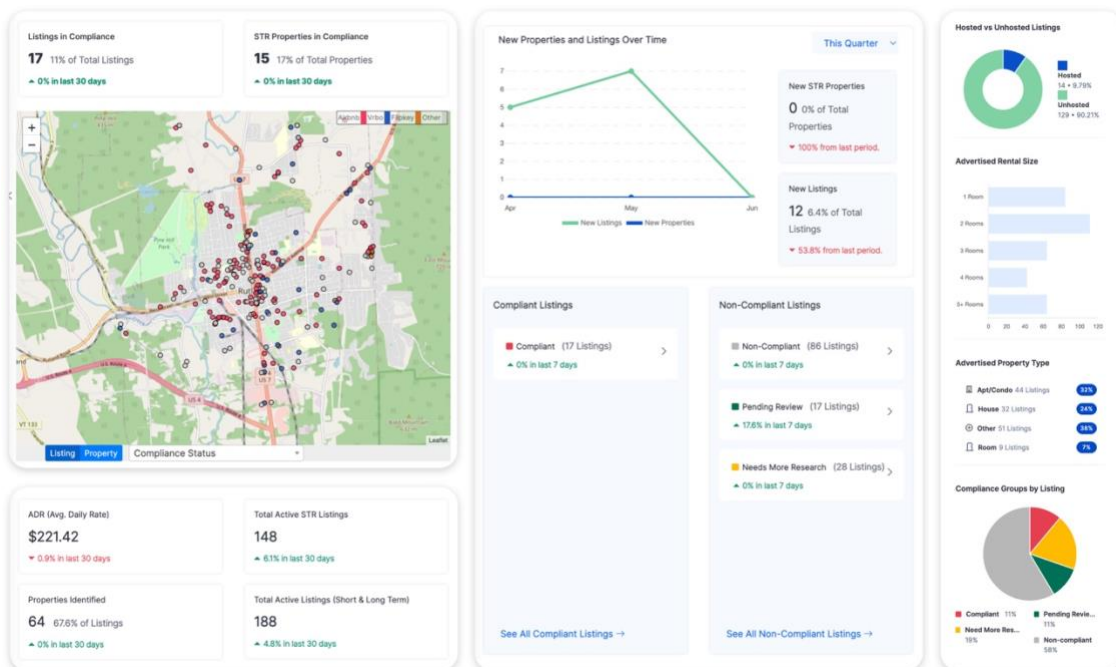 Listings in Compliance
17 11% of Total Listings
0% in last 30 days
STR Properties in Compliance
15 17% of Total Properties
0% in last 30 days
+
−
Airbnb Vrbo Flipkey Other
Pine Hill
Park
US 7
US 4
VT 133
Leaflet
Listing Property
Compliance Status
ADR (Avg. Daily Rate)
$221.42
0.9% in last 30 days
Total Active STR Listings
148
6.1% in last 30 days
Properties Identified
64 67.6% of Listings
0% in last 30 days
Total Active Listings (Short & Long Term)
188
4.8% in last 30 days
New Properties and Listings Over Time
This Quarter
7
6
5
4
3
2
1
0
Apr May Jun
New Listings New Properties
New STR Properties
0 0% of Total
Properties
100% from last period.
New Listings
12 6.4% of Total
Listings
53.8% from last period.
Compliant Listings
Compliant (17 Listings)
0% in last 7 days
See All Compliant Listings →
Non-Compliant Listings
Non-Compliant (86 Listings)
0% in last 7 days
Pending Review (17 Listings)
17.6% in last 7 days
Needs More Research (28 Listings)
0% in last 7 days
See All Non-Compliant Listings →
Hosted vs Unhosted Listings
Hosted
14 • 9.79%
Unhosted
129 • 90.21%
Advertised Rental Size
1 Room
2 Rooms
3 Rooms
4 Rooms
5+ Rooms
0 20 40 60 80 100 120
Advertised Property Type
Apt/Condo 44 Listings 32%
House 32 Listings 24%
Other 51 Listings 38%
Room 9 Listings 7%
Compliance Groups by Listing
Compliant 11%
Pending Revie...
11%
Need More Res...
19%
Non-compliant
58%